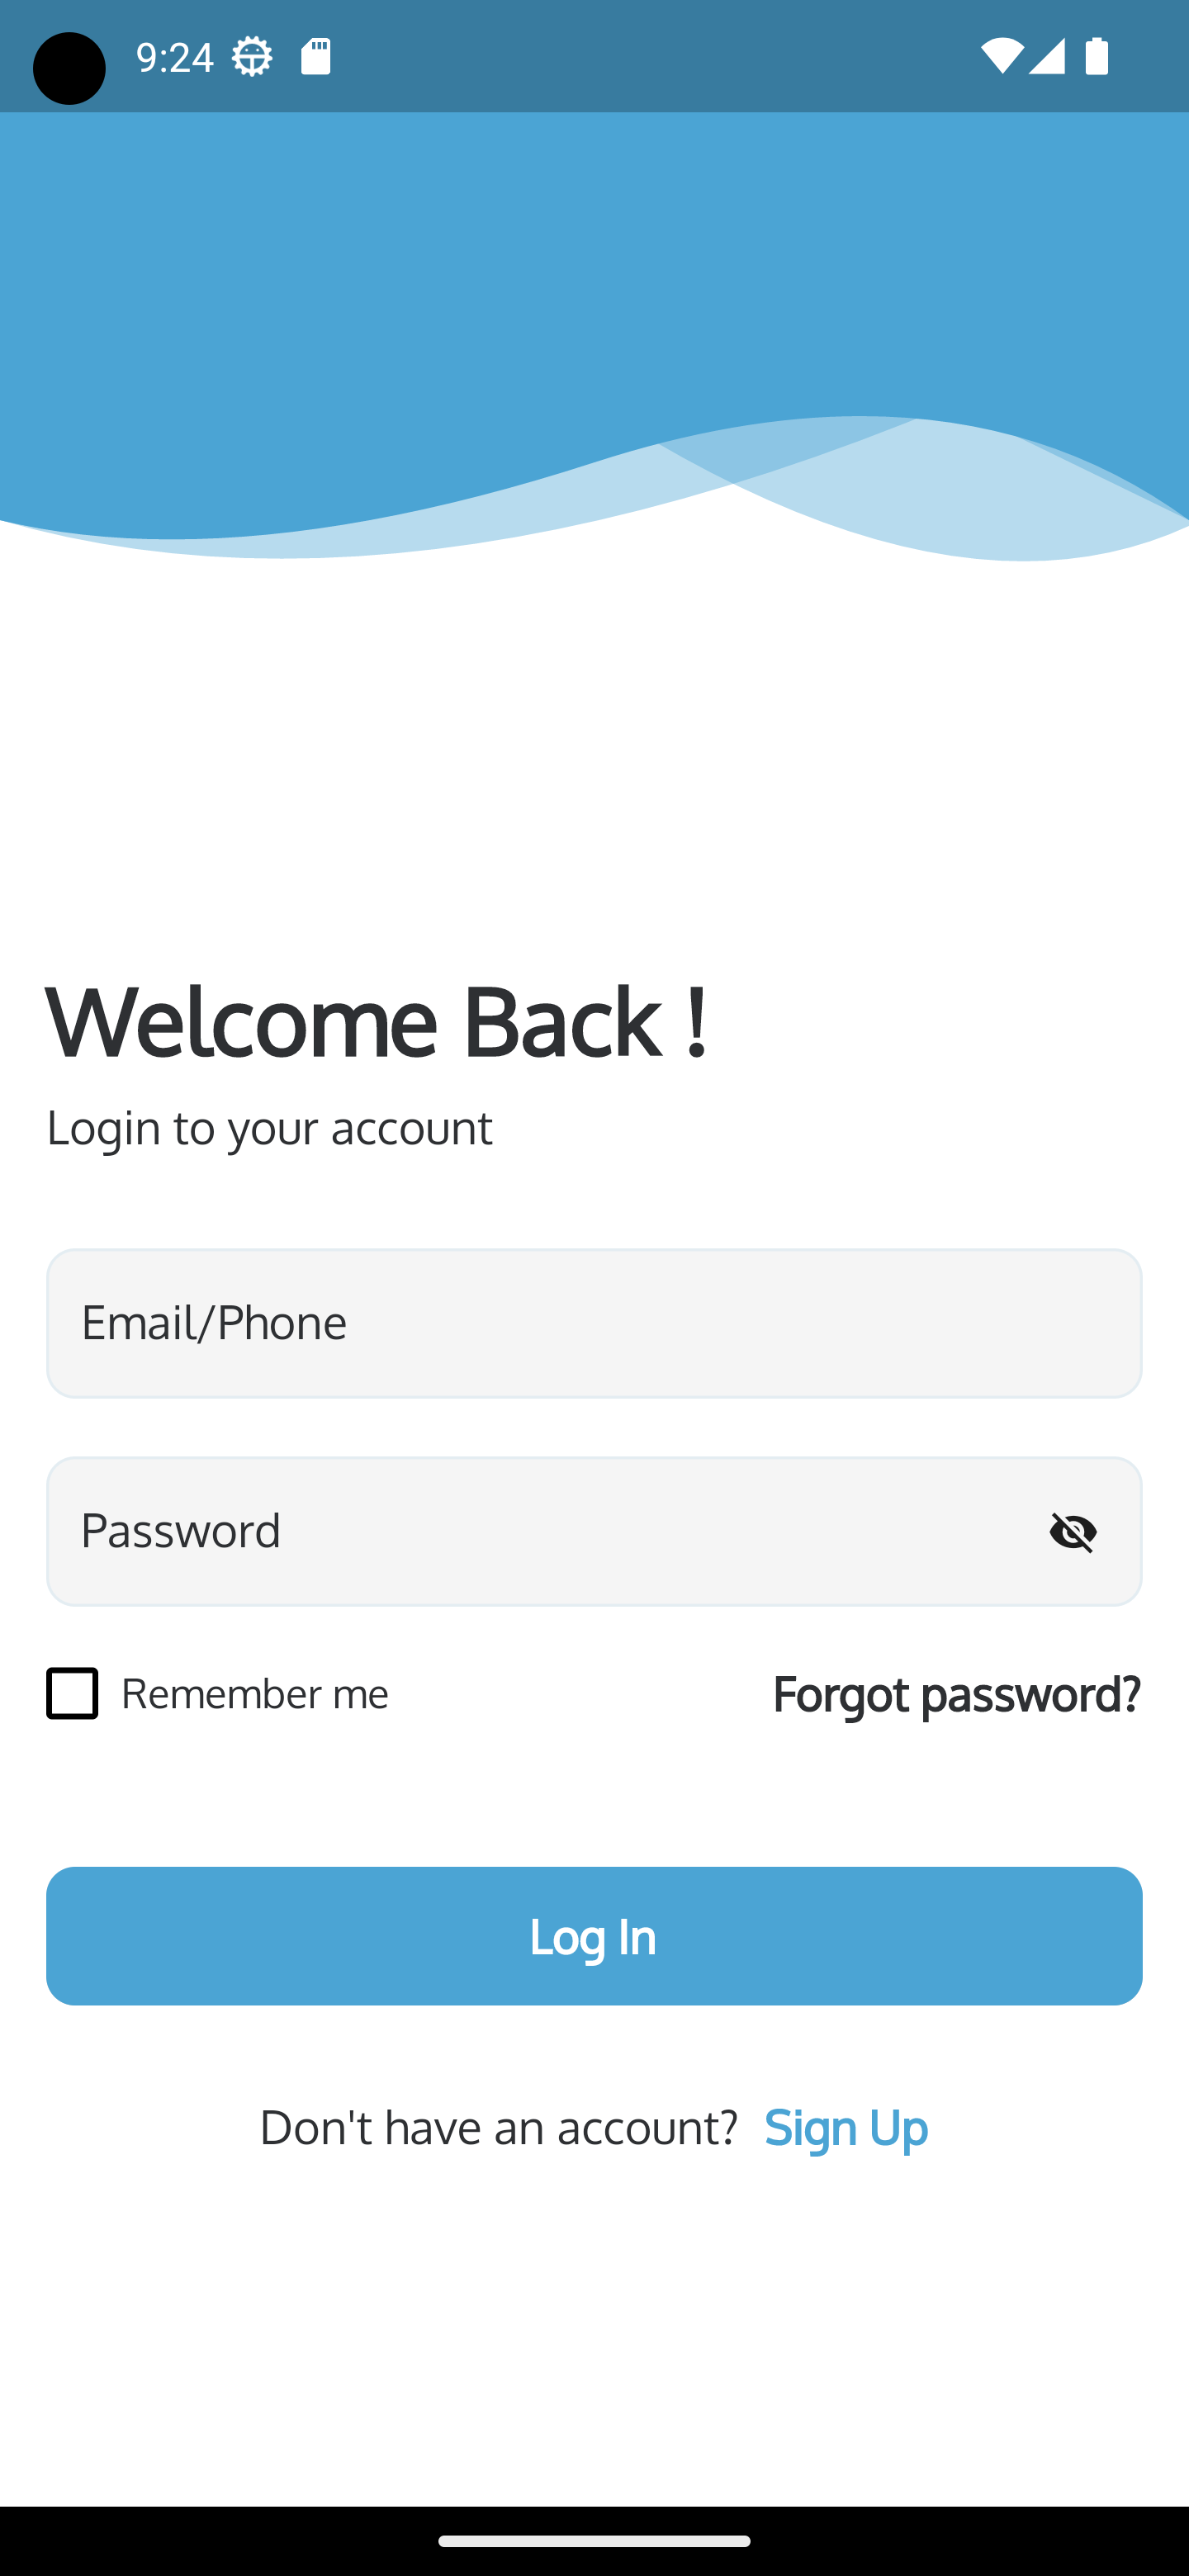 9:24
Welcome Back !
Login to your account
Email/Phone
Password
Remember me
Forgot password?
Log In
Don't have an account? Sign Up